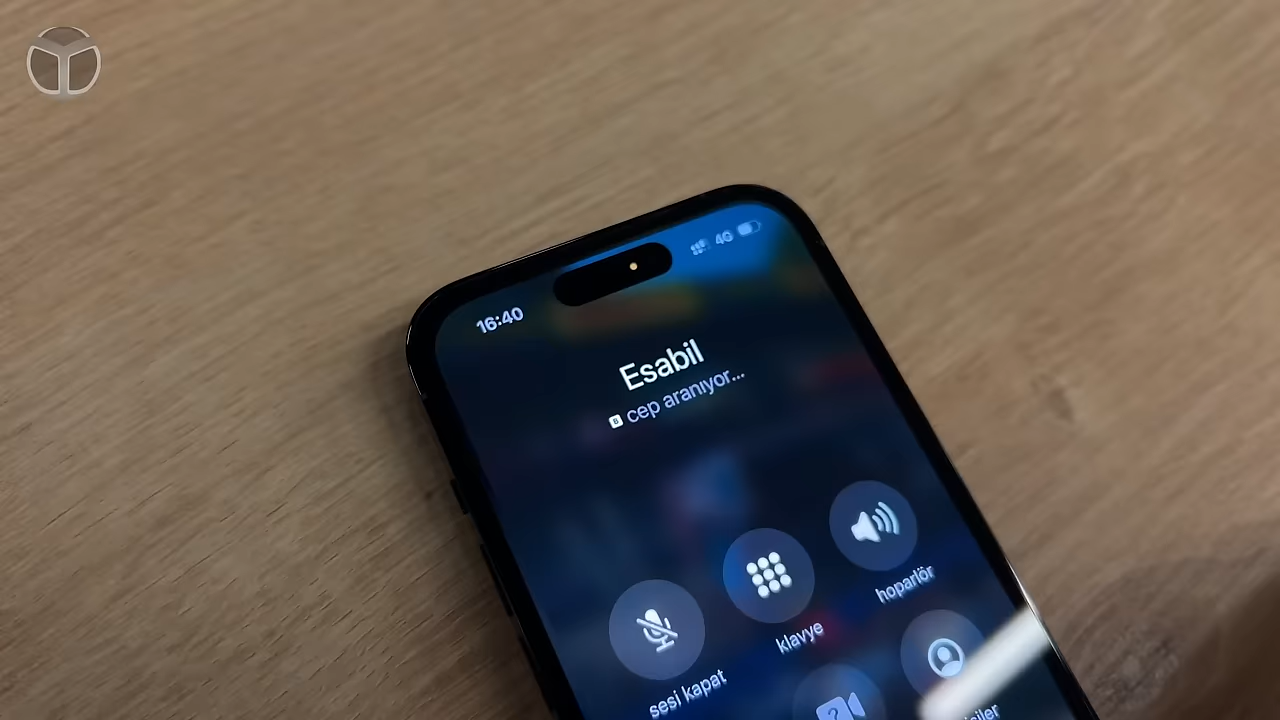 16:40
4G
Esabil
B cep aranıyor...
hoparlör
klavye
sesi kapat